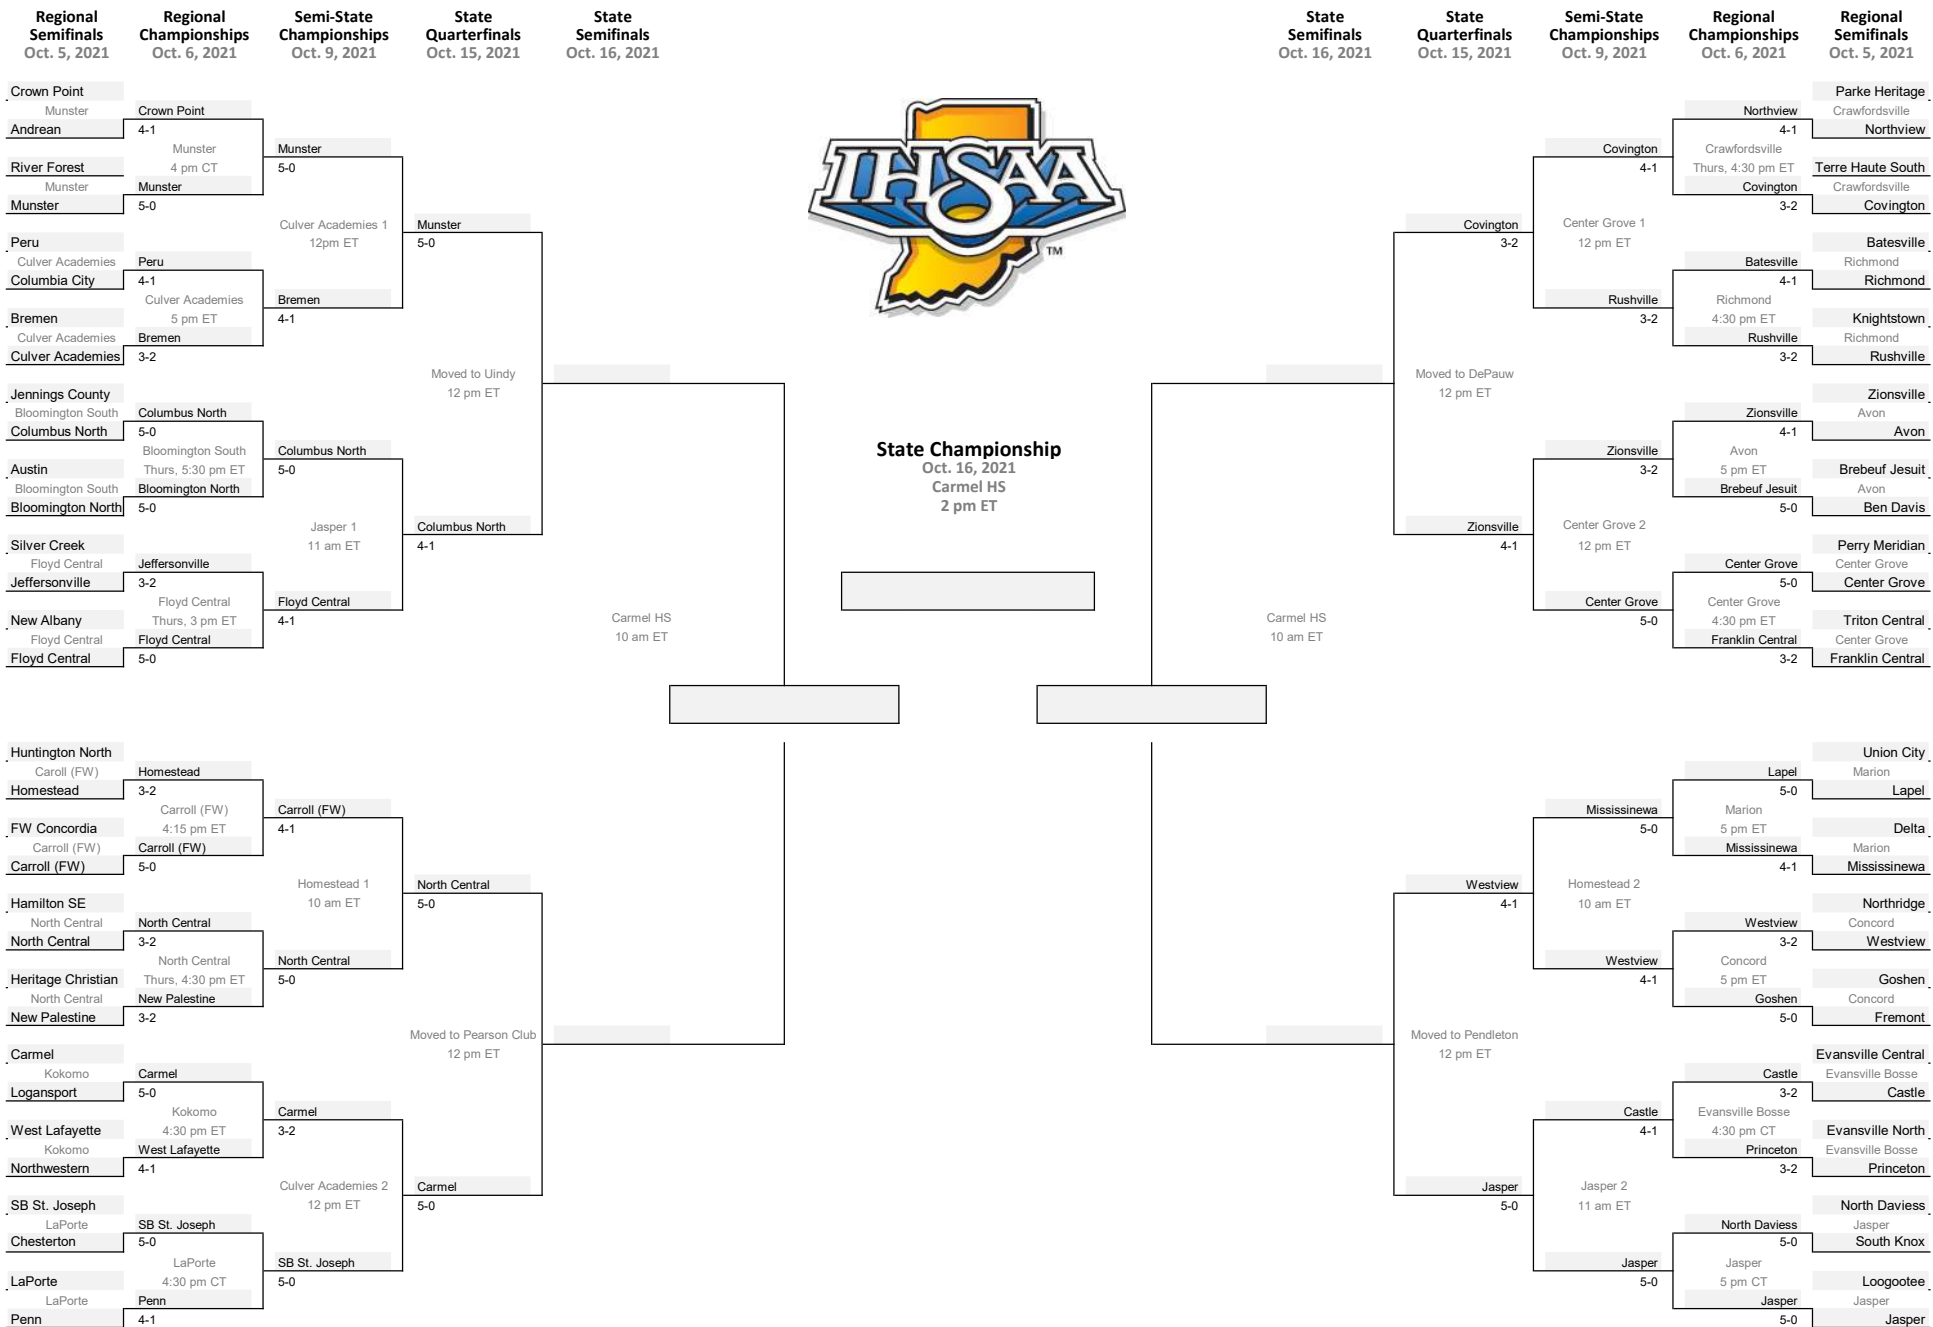 Regional
Semifinals
Oct. 5, 2021
Regional
Championships
Oct. 6, 2021
Semi-State
Championships
Oct. 9, 2021
State
Quarterfinals
Oct. 15, 2021
State
Semifinals
Oct. 16, 2021
State
Semifinals
Oct. 16, 2021
State
Quarterfinals
Oct. 15, 2021
Semi-State
Championships
Oct. 9, 2021
Regional
Championships
Oct. 6, 2021
Regional
Semifinals
Oct. 5, 2021
Crown Point
Munster
Andrean
River Forest
Munster
Munster
Peru
Culver Academies
Columbia City
Bremen
Culver Academies
Culver Academies
Jennings County
Bloomington South
Columbus North
Austin
Bloomington South
Bloomington North
Silver Creek
Floyd Central
Jeffersonville
New Albany
Floyd Central
Floyd Central
Crown Point
4-1
Munster
4 pm CT
Munster
5-0
Peru
4-1
Culver Academies
5 pm ET
Bremen
3-2
Columbus North
5-0
Bloomington South
Thurs, 5:30 pm ET
Bloomington North
5-0
Jeffersonville
3-2
Floyd Central
Thurs, 3 pm ET
Floyd Central
5-0
Munster
5-0
Culver Academies 1
12pm ET
Bremen
4-1
Columbus North
5-0
Jasper 1
11 am ET
Floyd Central
4-1
Munster
5-0
Moved to Uindy
12 pm ET
Columbus North
4-1
Carmel HS
10 am ET
Huntington North
Caroll (FW)
Homestead
FW Concordia
Carroll (FW)
Carroll (FW)
Hamilton SE
North Central
North Central
Heritage Christian
North Central
New Palestine
Carmel
Kokomo
Logansport
West Lafayette
Kokomo
Northwestern
SB St. Joseph
LaPorte
Chesterton
LaPorte
LaPorte
Penn
Homestead
3-2
Carroll (FW)
4:15 pm ET
Carroll (FW)
5-0
North Central
3-2
North Central
Thurs, 4:30 pm ET
New Palestine
3-2
Carmel
5-0
Kokomo
4:30 pm ET
West Lafayette
4-1
SB St. Joseph
5-0
LaPorte
4:30 pm CT
Penn
4-1
Carroll (FW)
4-1
Homestead 1
10 am ET
North Central
5-0
Carmel
3-2
Culver Academies 2
12 pm ET
SB St. Joseph
5-0
North Central
5-0
Moved to Pearson Club
12 pm ET
Carmel
5-0
IHSAA
TM
State Championship
Oct. 16, 2021
Carmel HS
2 pm ET
Carmel HS
10 am ET
Covington
3-2
Moved to DePauw
12 pm ET
Zionsville
4-1
Covington
4-1
Center Grove 1
12 pm ET
Rushville
3-2
Zionsville
3-2
Center Grove 2
12 pm ET
Center Grove
5-0
Northview
4-1
Crawfordsville
Thurs, 4:30 pm ET
Covington
3-2
Batesville
4-1
Richmond
4:30 pm ET
Rushville
3-2
Zionsville
4-1
Avon
5 pm ET
Brebeuf Jesuit
5-0
Center Grove
5-0
Center Grove
4:30 pm ET
Franklin Central
3-2
Parke Heritage
Crawfordsville
Northview
Terre Haute South
Crawfordsville
Covington
Batesville
Richmond
Richmond
Knightstown
Richmond
Rushville
Zionsville
Avon
Avon
Brebeuf Jesuit
Avon
Ben Davis
Perry Meridian
Center Grove
Center Grove
Triton Central
Center Grove
Franklin Central
Westview
4-1
Moved to Pendleton
12 pm ET
Jasper
5-0
Mississinewa
5-0
Homestead 2
10 am ET
Westview
4-1
Castle
4-1
Jasper 2
11 am ET
Jasper
5-0
Lapel
5-0
Marion
5 pm ET
Mississinewa
4-1
Westview
3-2
Concord
5 pm ET
Goshen
5-0
Castle
3-2
Evansville Bosse
4:30 pm CT
Princeton
3-2
North Daviess
5-0
Jasper
5 pm CT
Jasper
5-0
Union City
Marion
Lapel
Delta
Marion
Mississinewa
Northridge
Concord
Westview
Goshen
Concord
Fremont
Evansville Central
Evansville Bosse
Castle
Evansville North
Evansville Bosse
Princeton
North Daviess
Jasper
South Knox
Loogootee
Jasper
Jasper